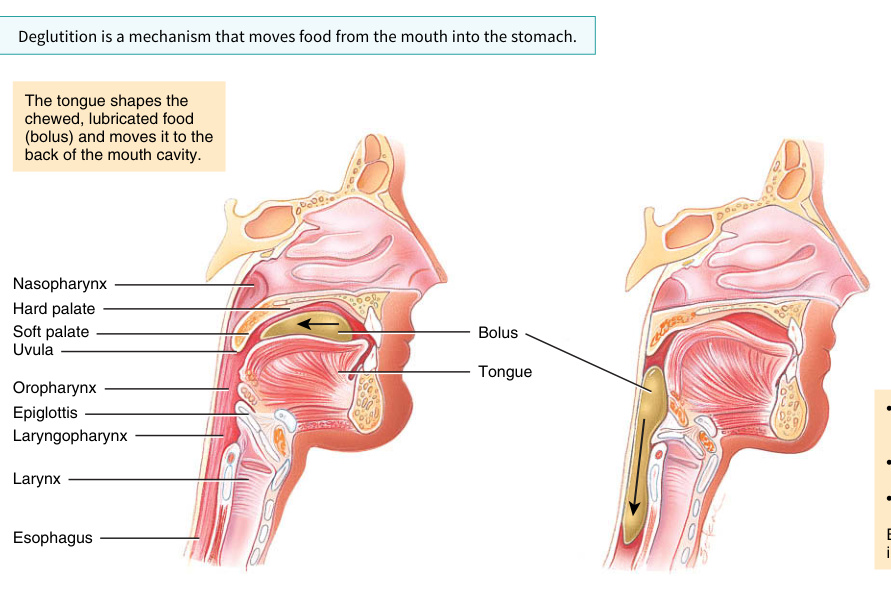 Deglutition is a mechanism that moves food from the mouth into the stomach.
The tongue shapes the
chewed, lubricated food
(bolus) and moves it to the
back of the mouth cavity.
Nasopharynx
Hard palate
Soft palate
Uvula
Oropharynx
Epiglottis
Laryngopharynx
Larynx
Esophagus
Bolus
Tongue